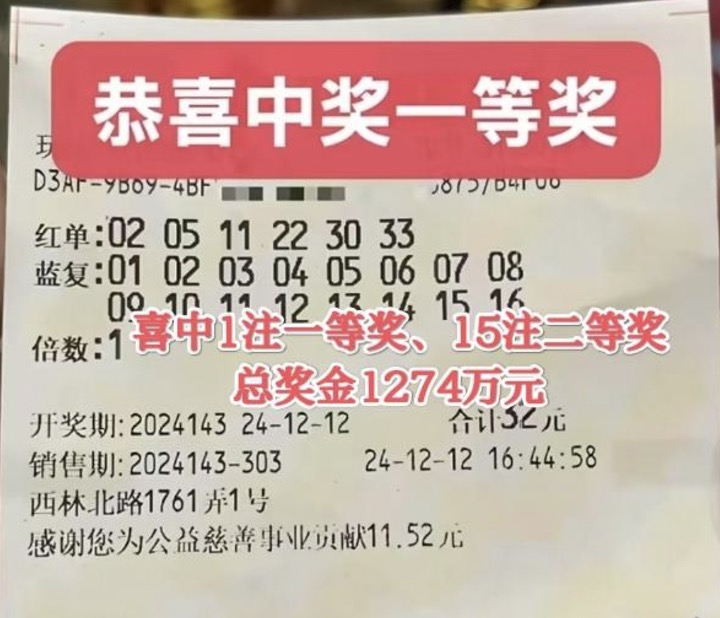 恭喜中奖一等奖
D3AF-9B69-4BF
红单:02 05 11 22 30 33
蓝复:01 02 03 04 05 06 07 08
09 10 11 12 13 14 15 16
喜中1注一等奖、15注二等奖
倍数:1
总奖金1274万元
开奖期:2024143 24-12-12 合计32元
销售期:2024143-303 24-12-12 16:44:58
西林北路1761弄1号
感谢您为公益慈善事业贡献11.52元